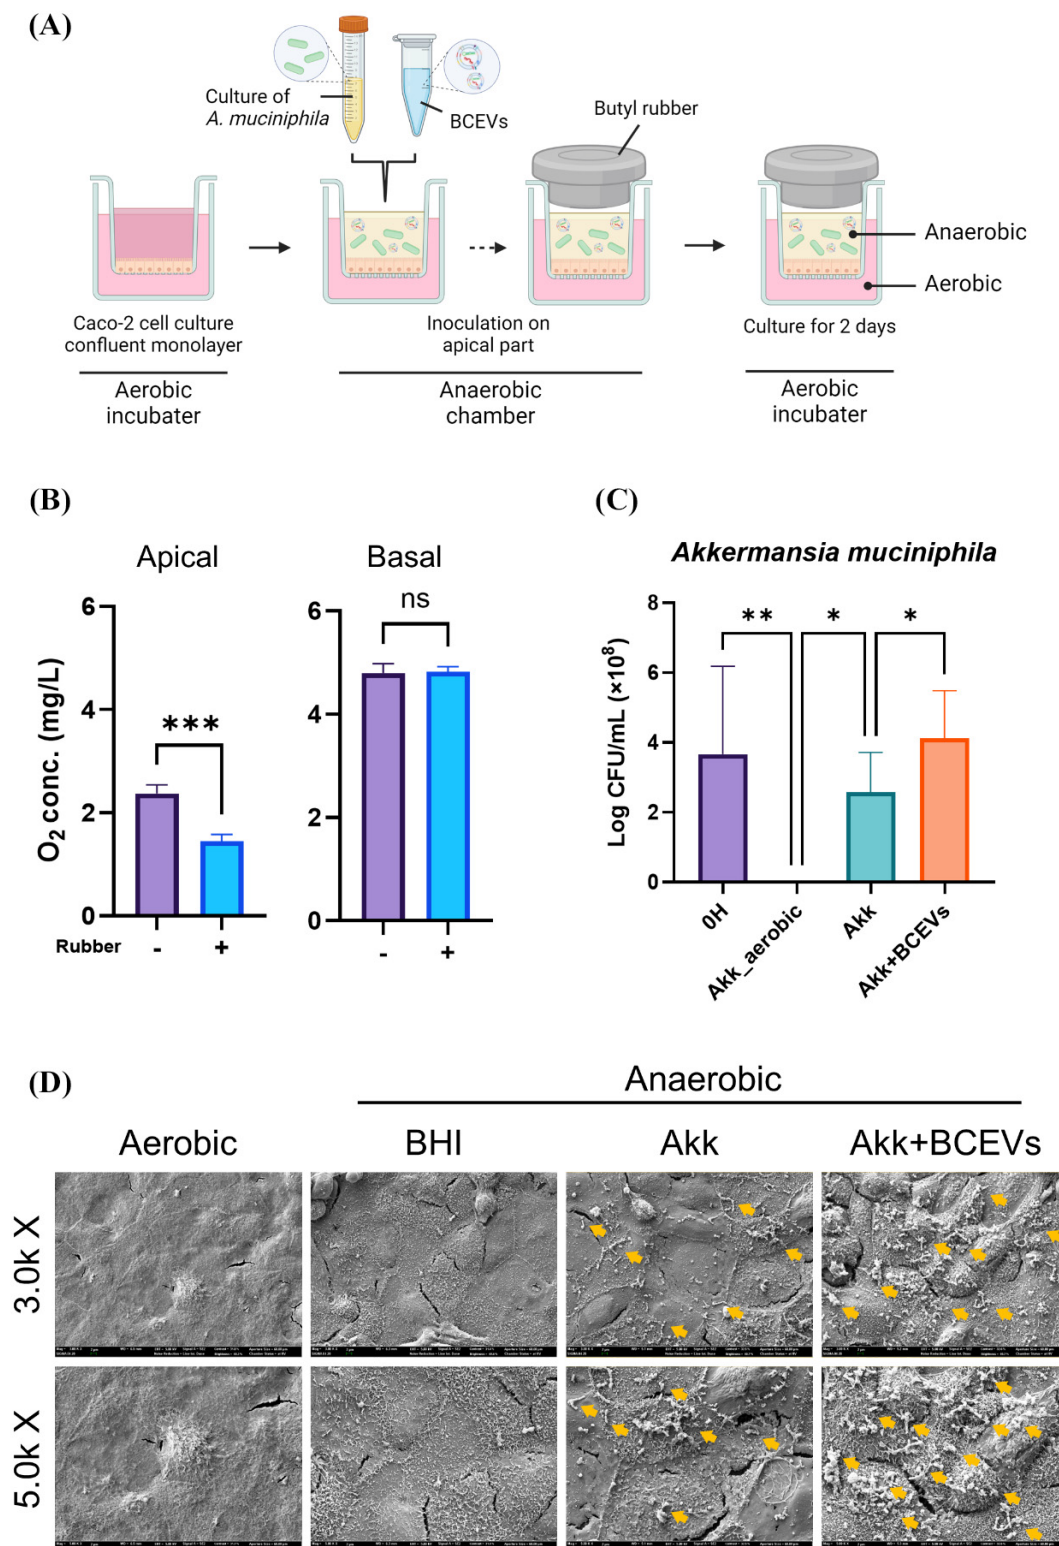 (A)
Culture of
A. muciniphila
BCEVs
Butyl rubber
Anaerobic
Aerobic
Caco-2 cell culture
confluent monolayer
Inoculation on
apical part
Culture for 2 days
Aerobic
incubater
Anaerobic
chamber
Aerobic
incubater
(B)
Apical
Basal
O2 conc. (mg/L)
6
4
2
0
***
Rubber
-
+
6
4
2
0
ns
-
+
(C)
Akkermansia muciniphila
Log CFU/mL (×10⁸)
8
6
4
2
0
**
*
*
0H
Akk_aerobic
Akk
Akk+BCEVs
(D)
Anaerobic
Aerobic
BHI
Akk
Akk+BCEVs
3.0k X
5.0k X